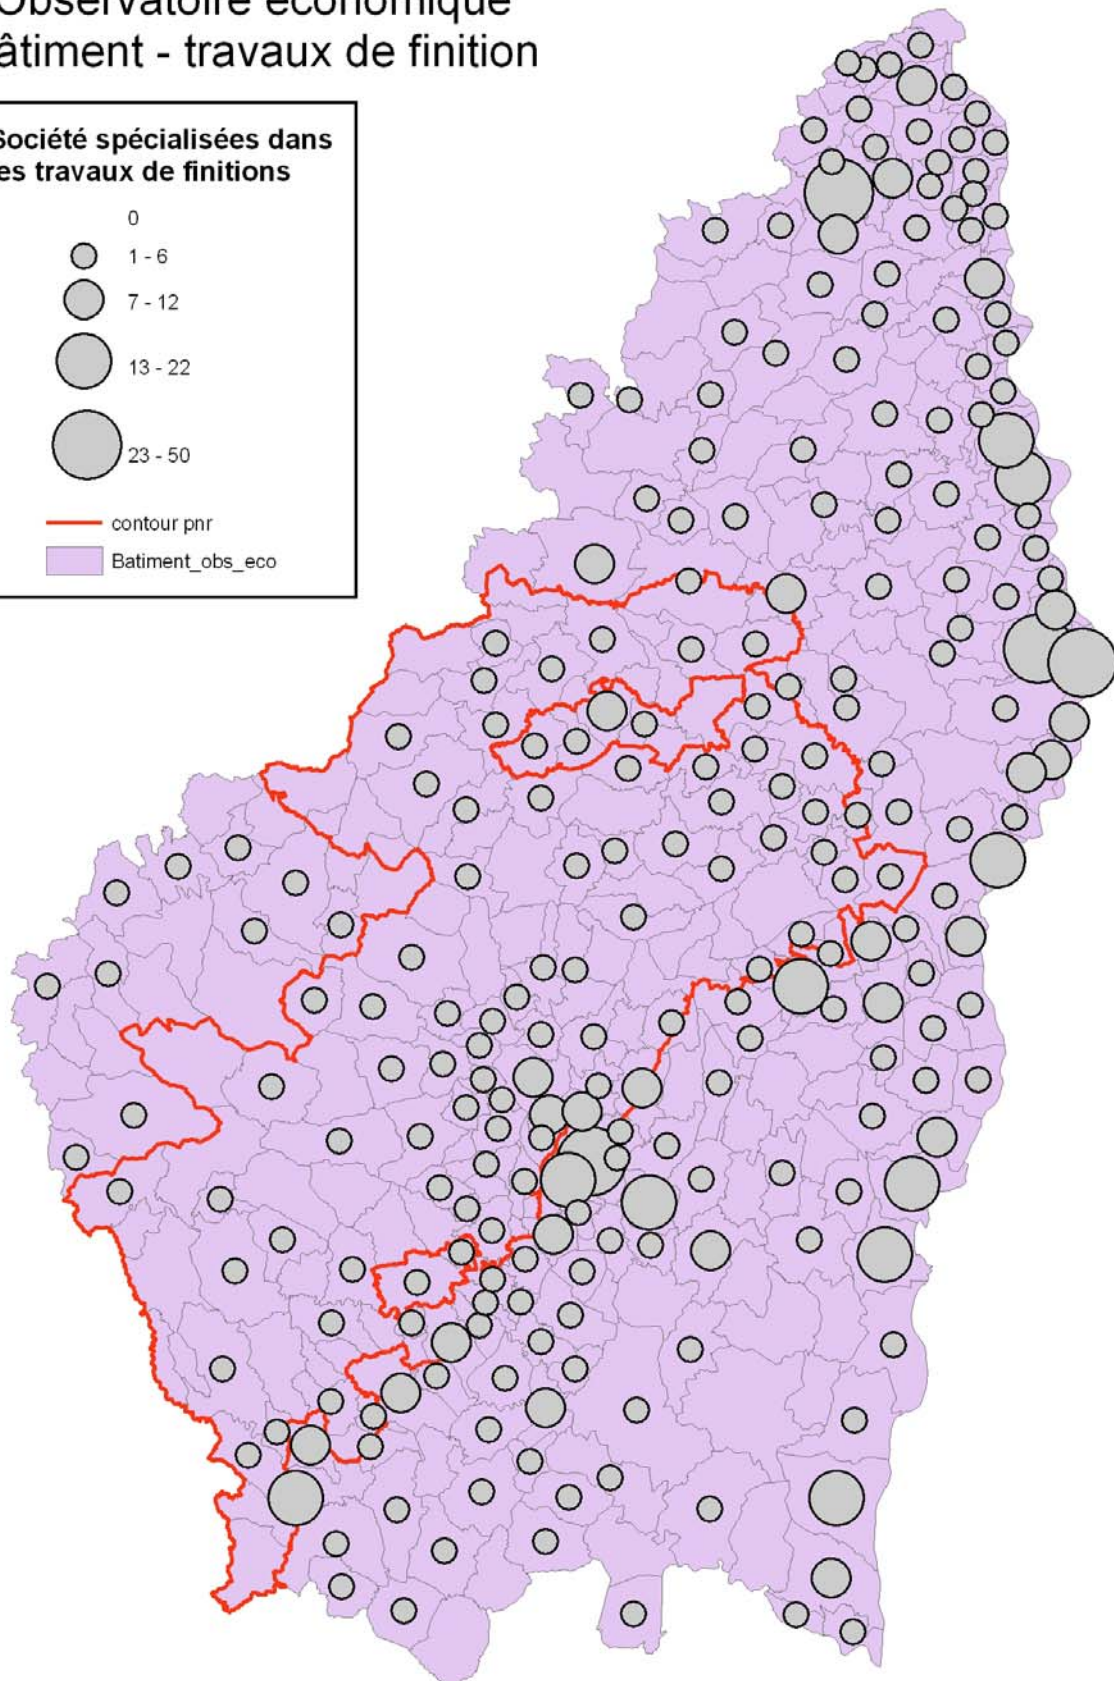 Observatoire économique
âtiment - travaux de finition
Société spécialisées dans
es travaux de finitions
0
1 - 6
7 - 12
13 - 22
23 - 50
contour pnr
Batiment_obs_eco